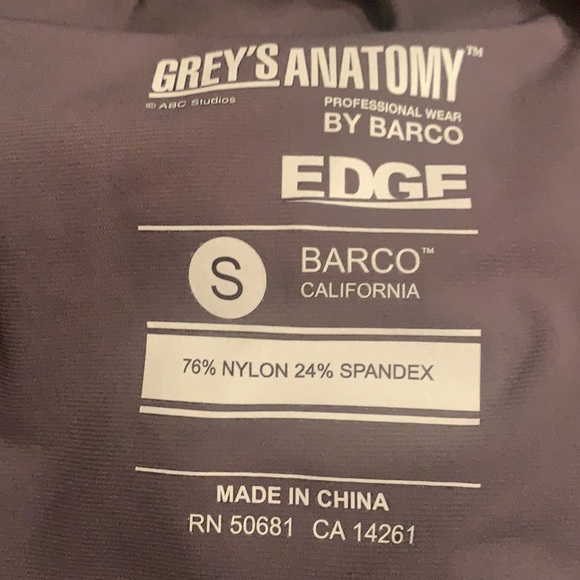 GREY'S ANATOMY™
© ABC Studios
PROFESSIONAL WEAR
BY BARCO
EDGE
S
BARCO™
CALIFORNIA
76% NYLON 24% SPANDEX
MADE IN CHINA
RN 50681 CA 14261